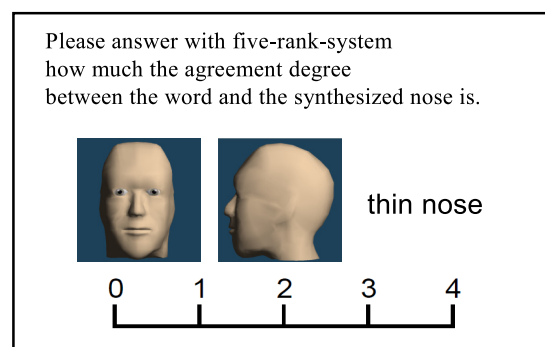 Please answer with five-rank-system
how much the agreement degree
between the word and the synthesized nose is.
thin nose
0 1 2 3 4